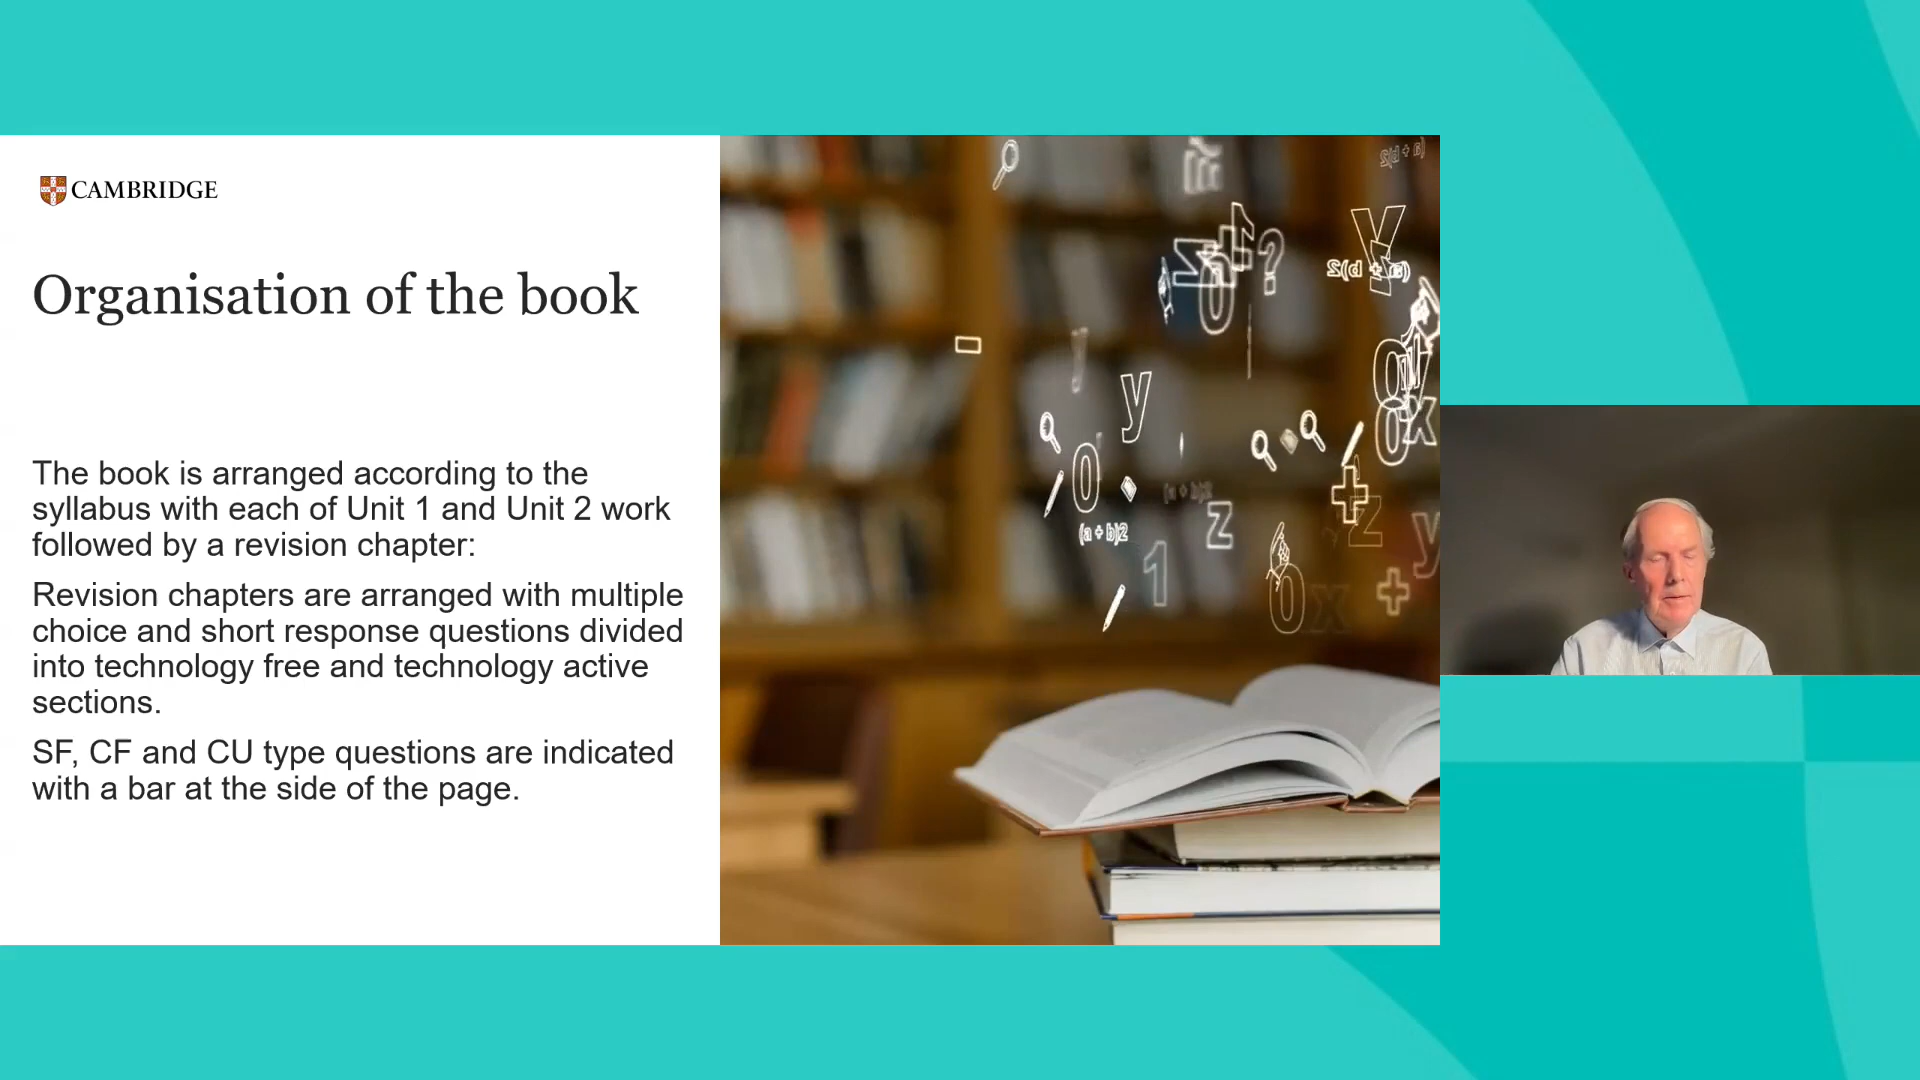 CAMBRIDGE
Organisation of the book
The book is arranged according to the
syllabus with each of Unit 1 and Unit 2 work
followed by a revision chapter:
Revision chapters are arranged with multiple
choice and short response questions divided
into technology free and technology active
sections.
SF, CF and CU type questions are indicated
with a bar at the side of the page.
y
0
(a + b)2
z
1